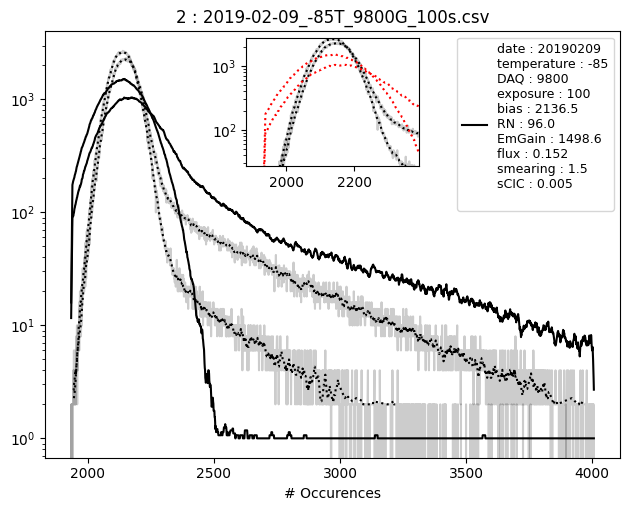 2 : 2019-02-09_-85T_9800G_100s.csv
date : 20190209
temperature : -85
DAQ : 9800
exposure : 100
bias : 2136.5
RN : 96.0
EmGain : 1498.6
flux : 0.152
smearing : 1.5
sCIC : 0.005
10³
10²
2000 2200
10³
10²
10¹
10⁰
2000 2500 3000 3500 4000
# Occurences